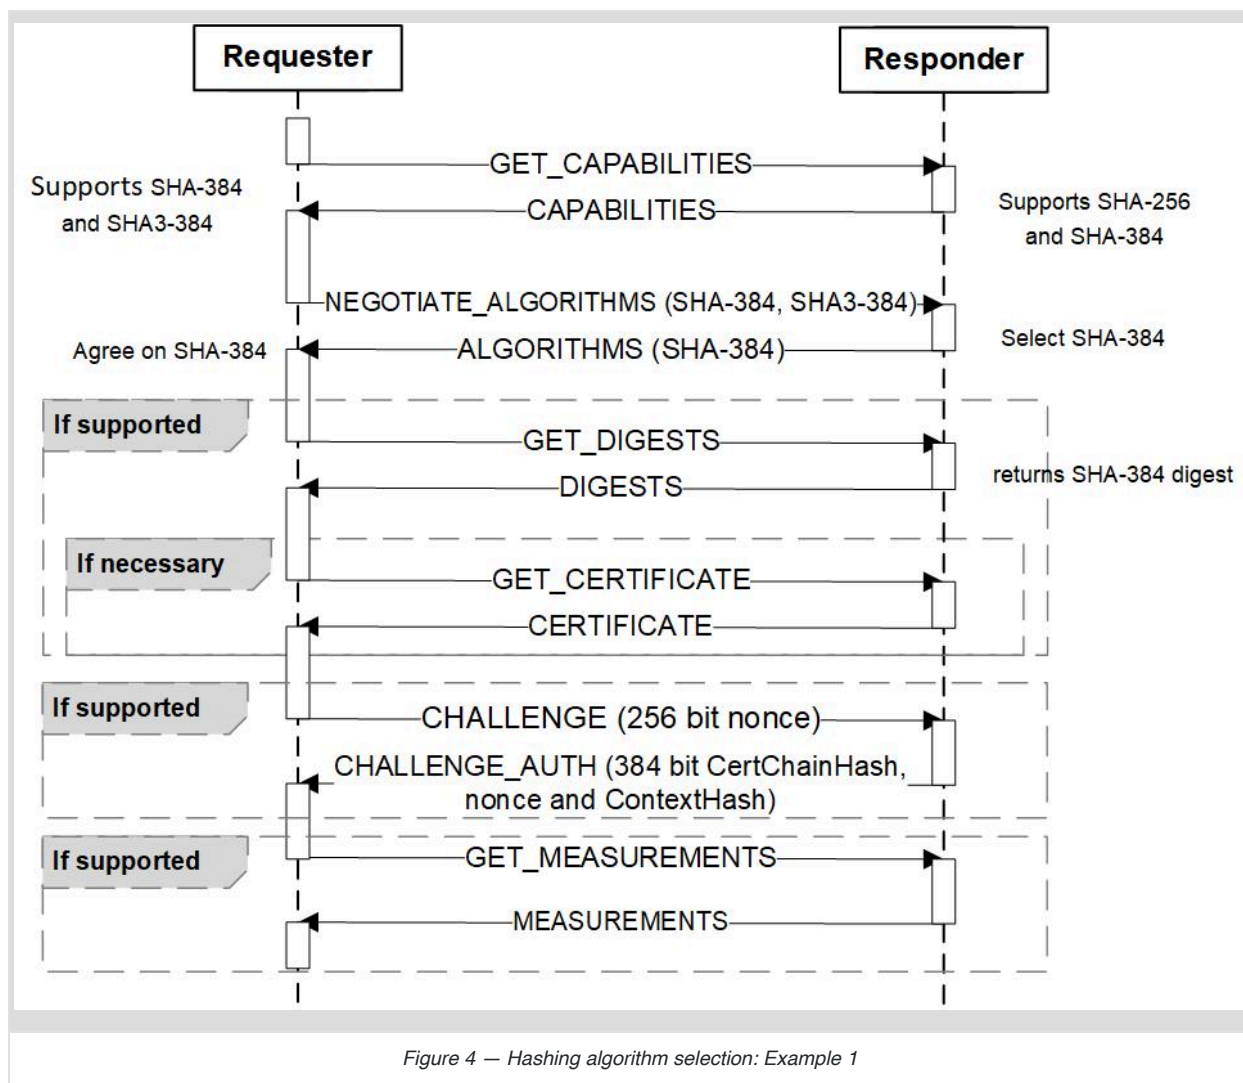 Requester
Responder
GET_CAPABILITIES
Supports SHA-384
and SHA3-384
CAPABILITIES
Supports SHA-256
and SHA-384
NEGOTIATE_ALGORITHMS (SHA-384, SHA3-384)
Agree on SHA-384
ALGORITHMS (SHA-384)
Select SHA-384
If supported
GET_DIGESTS
DIGESTS
returns SHA-384 digest
If necessary
GET_CERTIFICATE
CERTIFICATE
If supported
CHALLENGE (256 bit nonce)
CHALLENGE_AUTH (384 bit CertChainHash,
nonce and ContextHash)
If supported
GET_MEASUREMENTS
MEASUREMENTS
Figure 4 — Hashing algorithm selection: Example 1